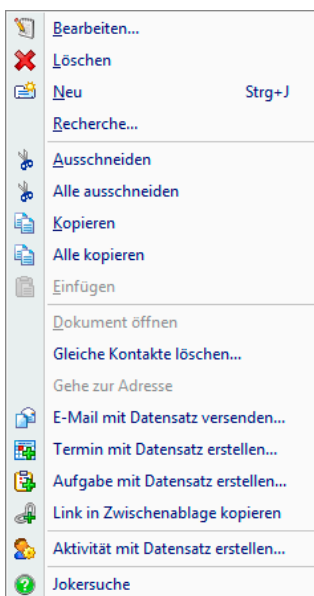 Bearbeiten...
Löschen
Neu Strg+J
Recherche...
Ausschneiden
Alle ausschneiden
Kopieren
Alle kopieren
Einfügen
Dokument öffnen
Gleiche Kontakte löschen...
Gehe zur Adresse
E-Mail mit Datensatz versenden...
Termin mit Datensatz erstellen...
Aufgabe mit Datensatz erstellen...
Link in Zwischenablage kopieren
Aktivität mit Datensatz erstellen...
Jokersuche